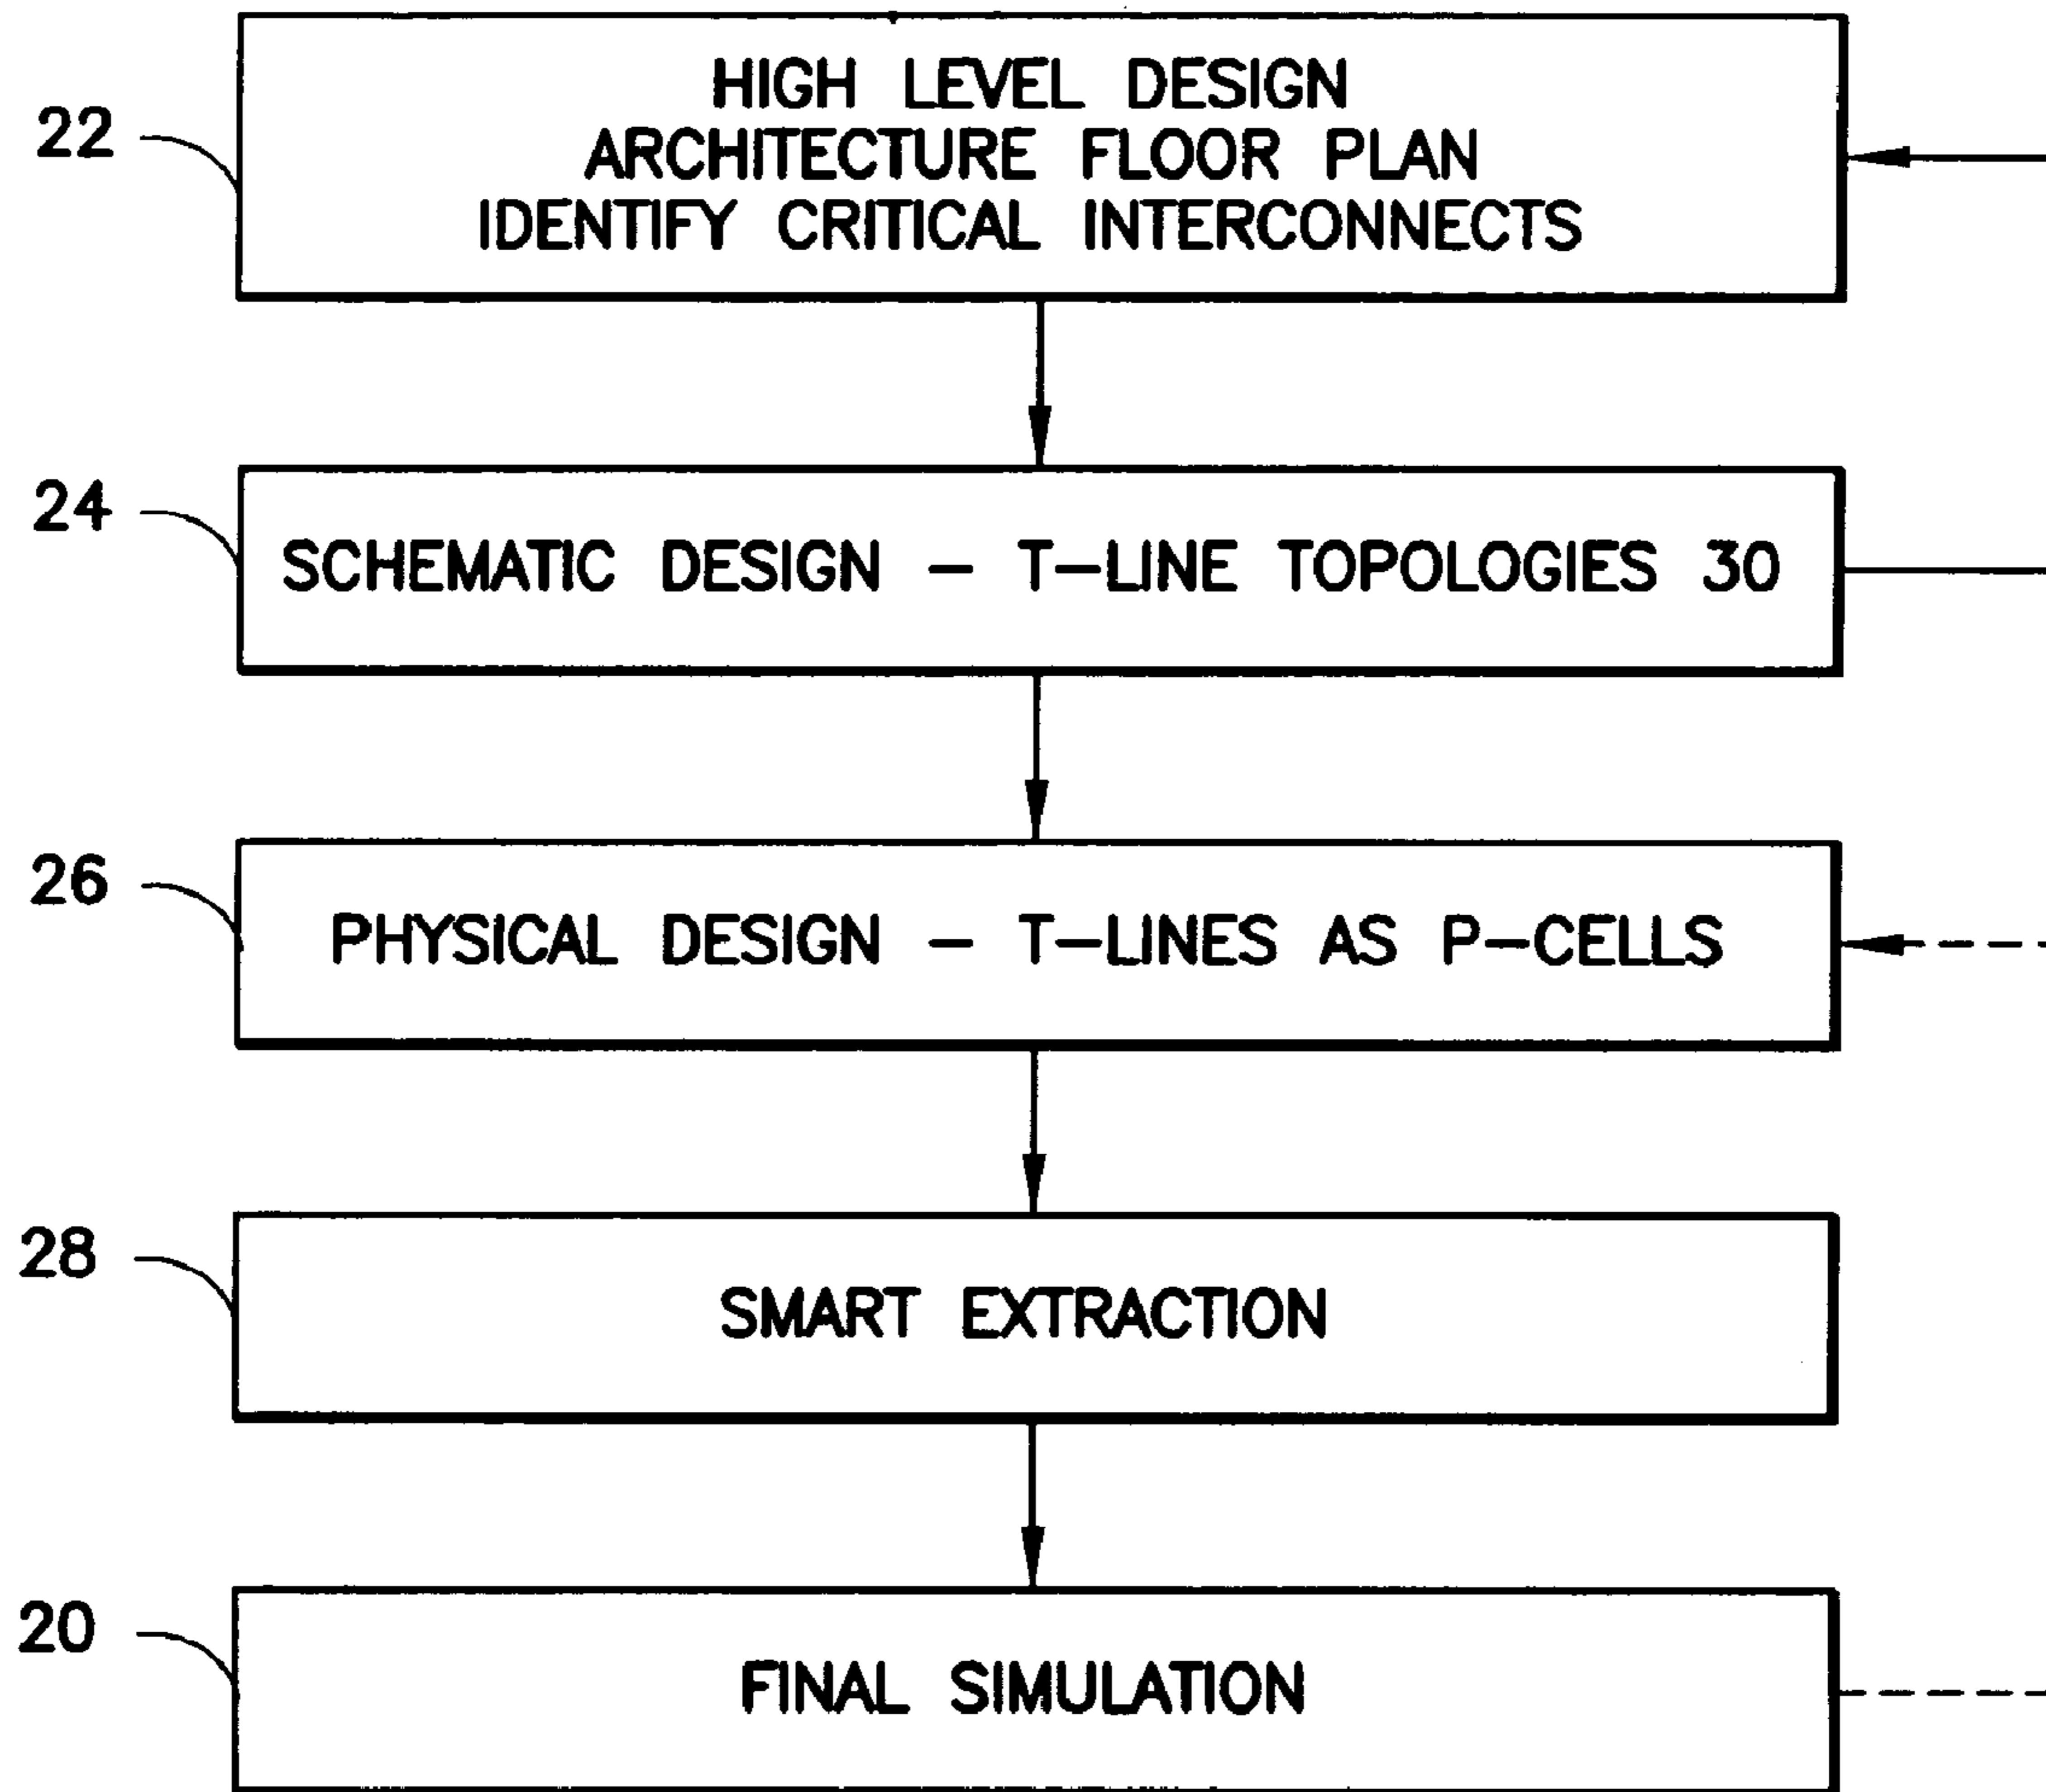 22
HIGH LEVEL DESIGN
ARCHITECTURE FLOOR PLAN
IDENTIFY CRITICAL INTERCONNECTS
24
SCHEMATIC DESIGN – T–LINE TOPOLOGIES 30
26
PHYSICAL DESIGN – T–LINES AS P–CELLS
28
SMART EXTRACTION
20
FINAL SIMULATION